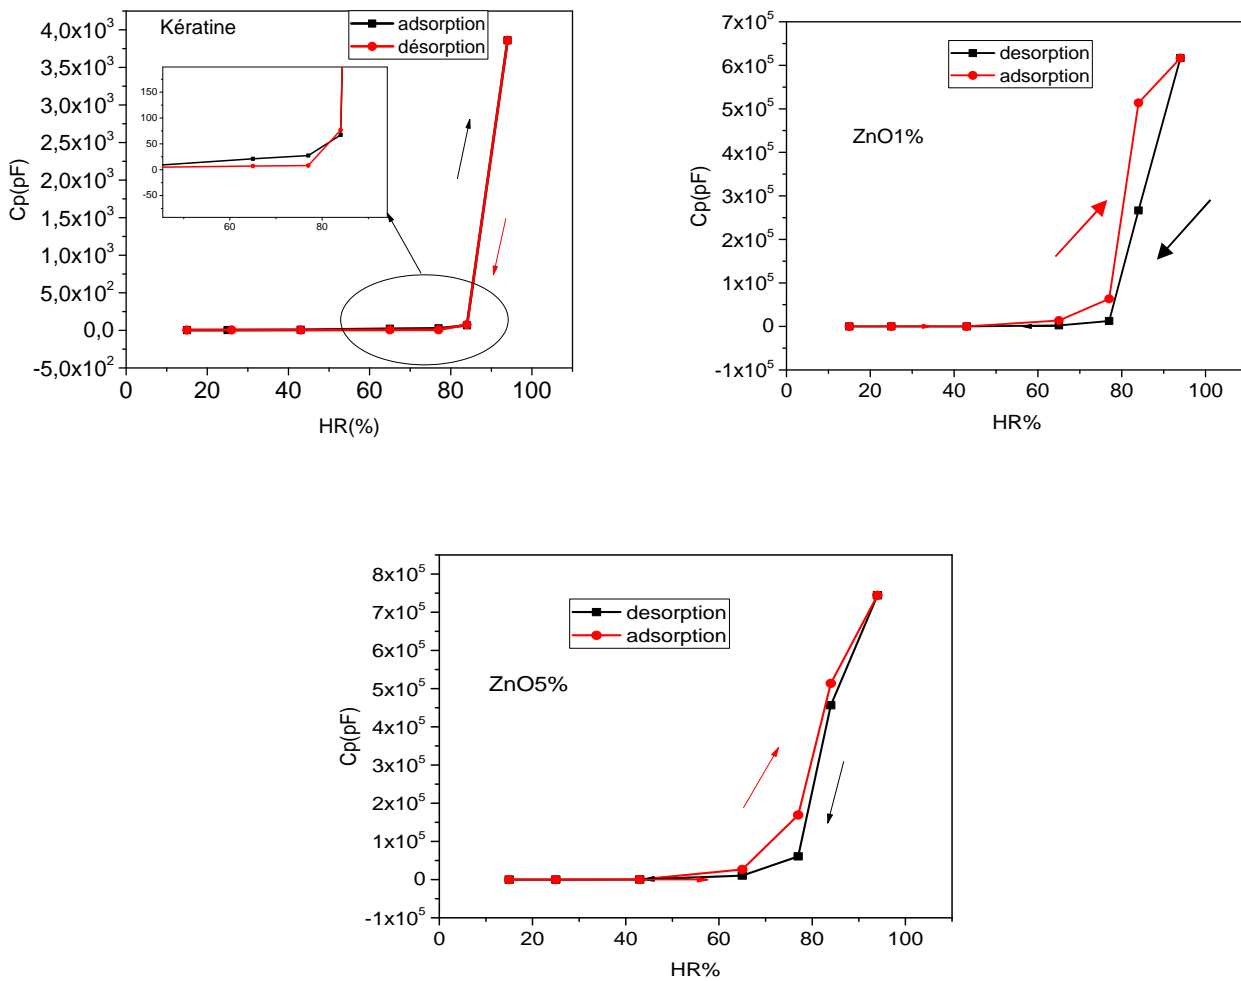 Kératine
adsorption
désorption
4,0x10³
3,5x10³
3,0x10³
2,5x10³
2,0x10³
1,5x10³
1,0x10³
5,0x10²
0,0
-5,0x10²
Cp(pF)
150
100
50
0
-50
60 80
0 20 40 60 80 100
HR(%)
7x10⁵
6x10⁵
5x10⁵
4x10⁵
3x10⁵
2x10⁵
1x10⁵
0
-1x10⁵
Cp(pF)
desorption
adsorption
ZnO1%
0 20 40 60 80 100
HR%
8x10⁵
7x10⁵
6x10⁵
5x10⁵
4x10⁵
3x10⁵
2x10⁵
1x10⁵
0
-1x10⁵
Cp(pF)
desorption
adsorption
ZnO5%
0 20 40 60 80 100
HR%